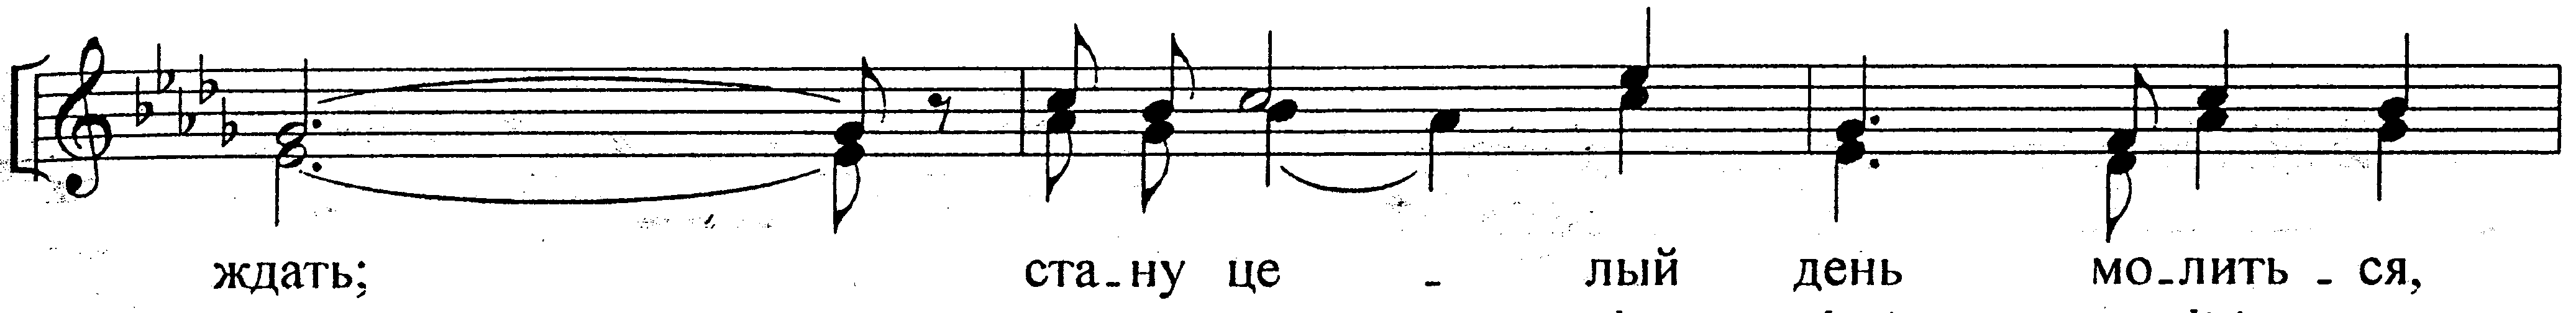 ждать; ста-ну це - лый день мо-лить - ся,